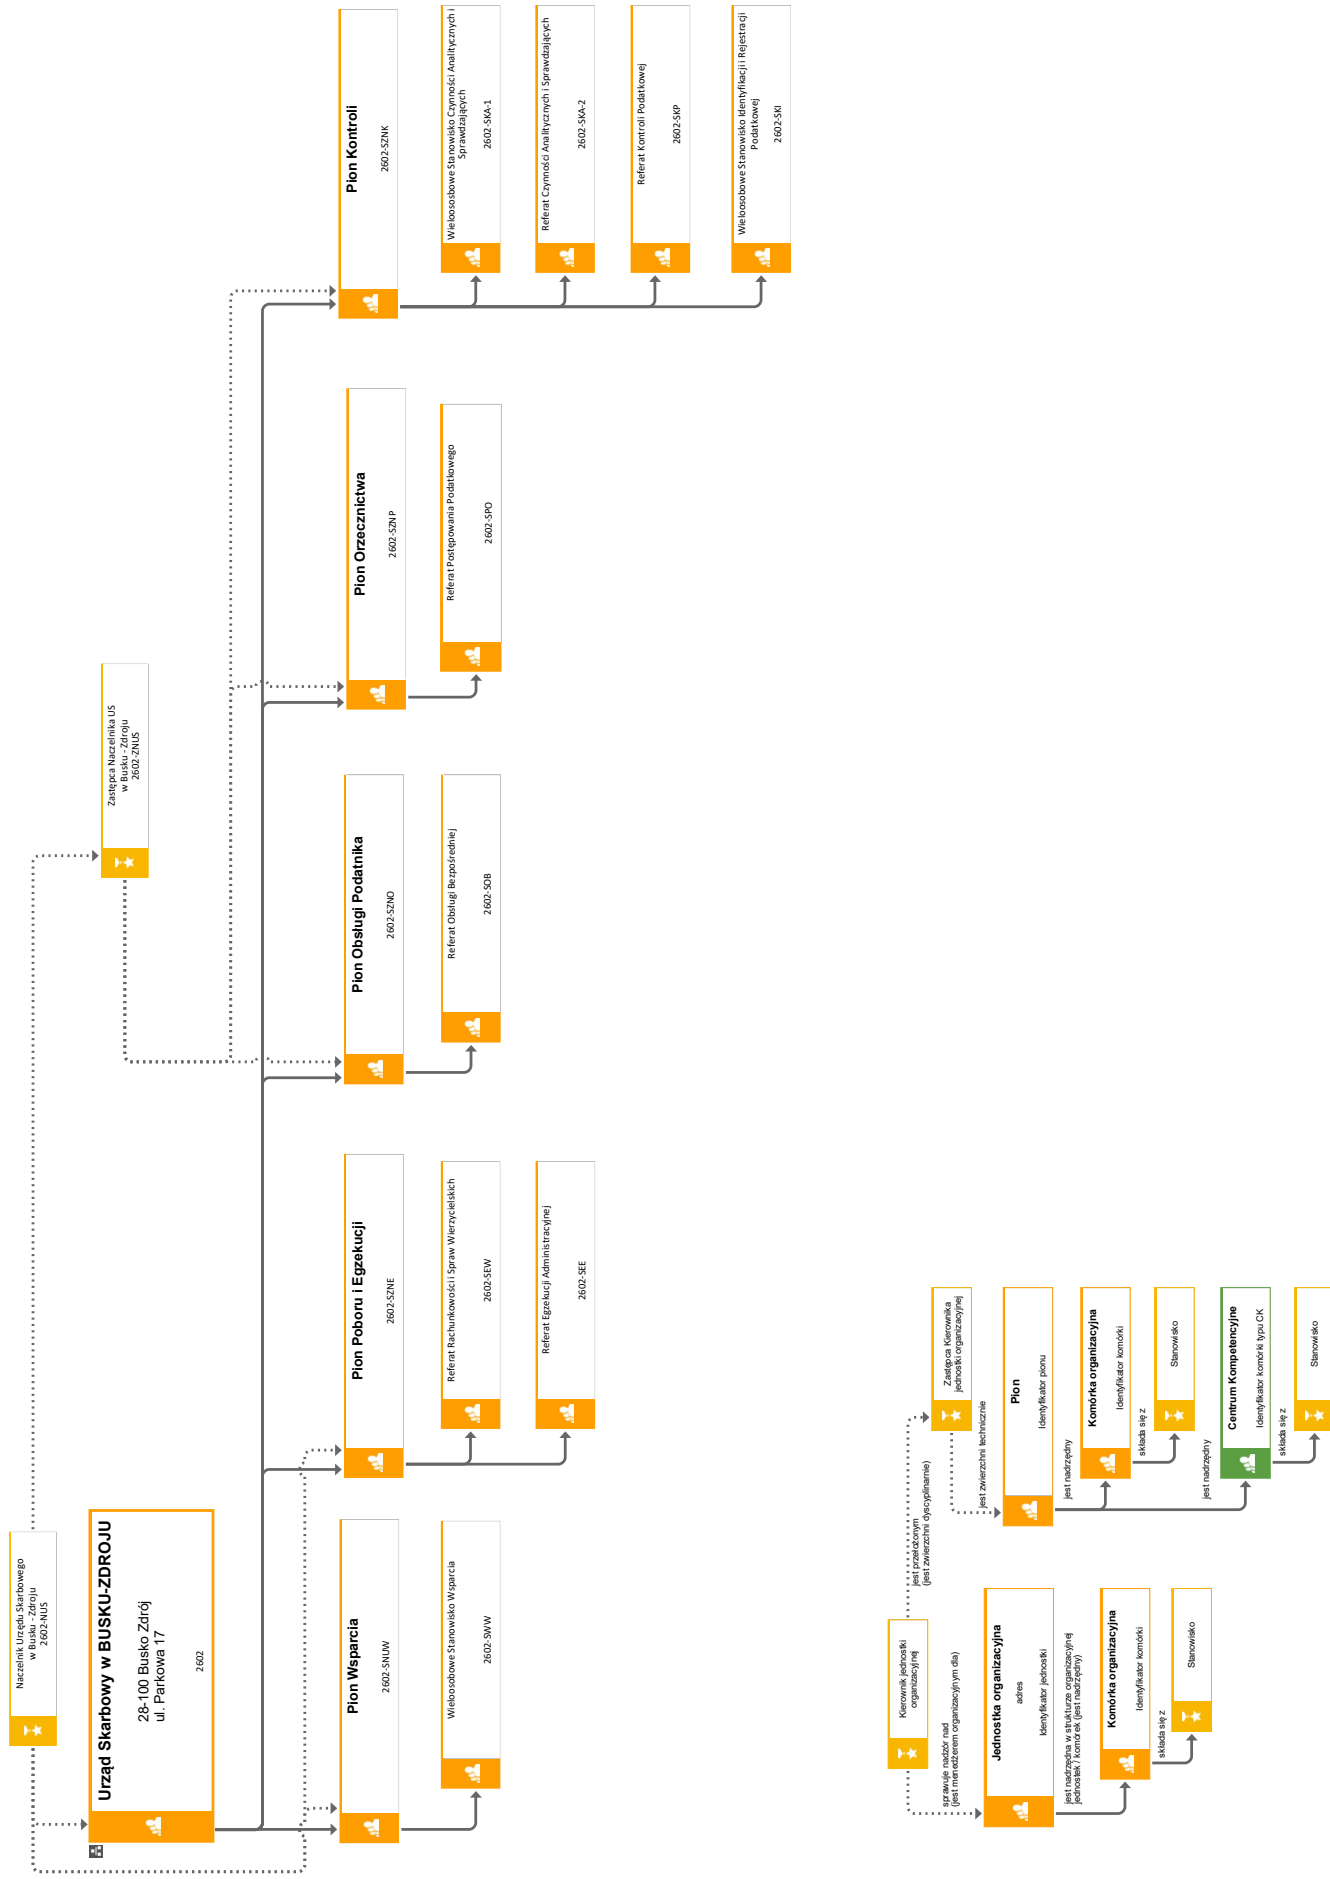 Naczelnik Urzędu Skarbowego
w Busku - Zdroju
2602-NUS
Zastępca Naczelnika US
w Busku - Zdroju
2602-ZNUS
Urząd Skarbowy w BUSKU-ZDROJU
28-100 Busko Zdrój
ul. Parkowa 17
2602
Pion Wsparcia
2602-SNUW
Wieloosobowe Stanowisko Wsparcia
2602-SWW
Pion Poboru i Egzekucji
2602-SZNE
Referat Rachunkowości i Spraw Wierzycielskich
2602-SEW
Referat Egzekucji Administracyjnej
2602-SEE
Pion Obsługi Podatnika
2602-SZNO
Referat Obsługi Bezpośredniej
2602-SOB
Pion Orzecznictwa
2602-SZNP
Referat Postępowania Podatkowego
2602-SPO
Pion Kontroli
2602-SZNK
Wieloososbowe Stanowisko Czynności Analitycznych i
Sprawdzających
2602-SKA-1
Referat Czynności Analitycznych i Sprawdzających
2602-SKA-2
Referat Kontroli Podatkowej
2602-SKP
Wieloosobowe Stanowisko Identyfikacji i Rejestracji
Podatkowej
2602-SKI
Kierownik jednostki
organizacyjnej
jest przełożonym
(jest zwierzchni dyscyplinarnie)
Zastępca Kierownika
jednostki organizacyjnej
sprawuje nadzór nad
(jest menedżerem organizacyjnym dla)
jest zwierzchni technicznie
Jednostka organizacyjna
adres
Identyfikator jednostki
Pion
Identyfikator pionu
jest nadrzędna w strukturze organizacyjnej
jednostek / komórek (jest nadrzędny)
jest nadrzędny
Komórka organizacyjna
Identyfikator komórki
składa się z
Stanowisko
Komórka organizacyjna
Identyfikator komórki
składa się z
Stanowisko
jest nadrzędny
Centrum Kompetencyjne
Identyfikator komórki typu CK
składa się z
Stanowisko